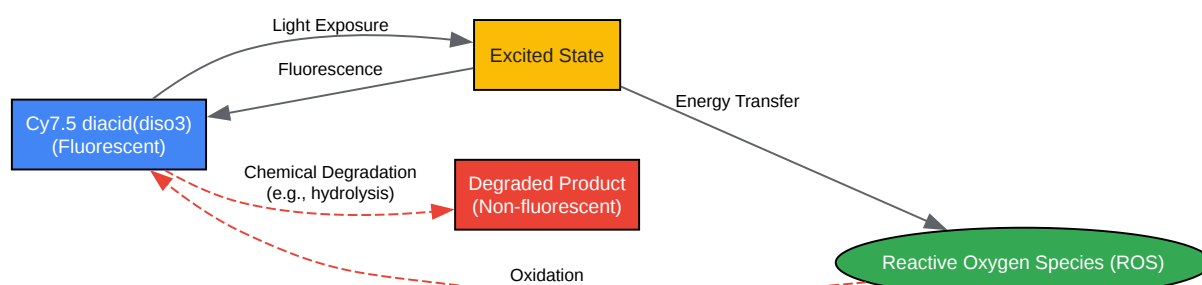 Light Exposure
Excited State
Fluorescence
Energy Transfer
Cy7.5 diacid(diso3)
(Fluorescent)
Chemical Degradation
(e.g., hydrolysis)
Degraded Product
(Non-fluorescent)
Reactive Oxygen Species (ROS)
Oxidation